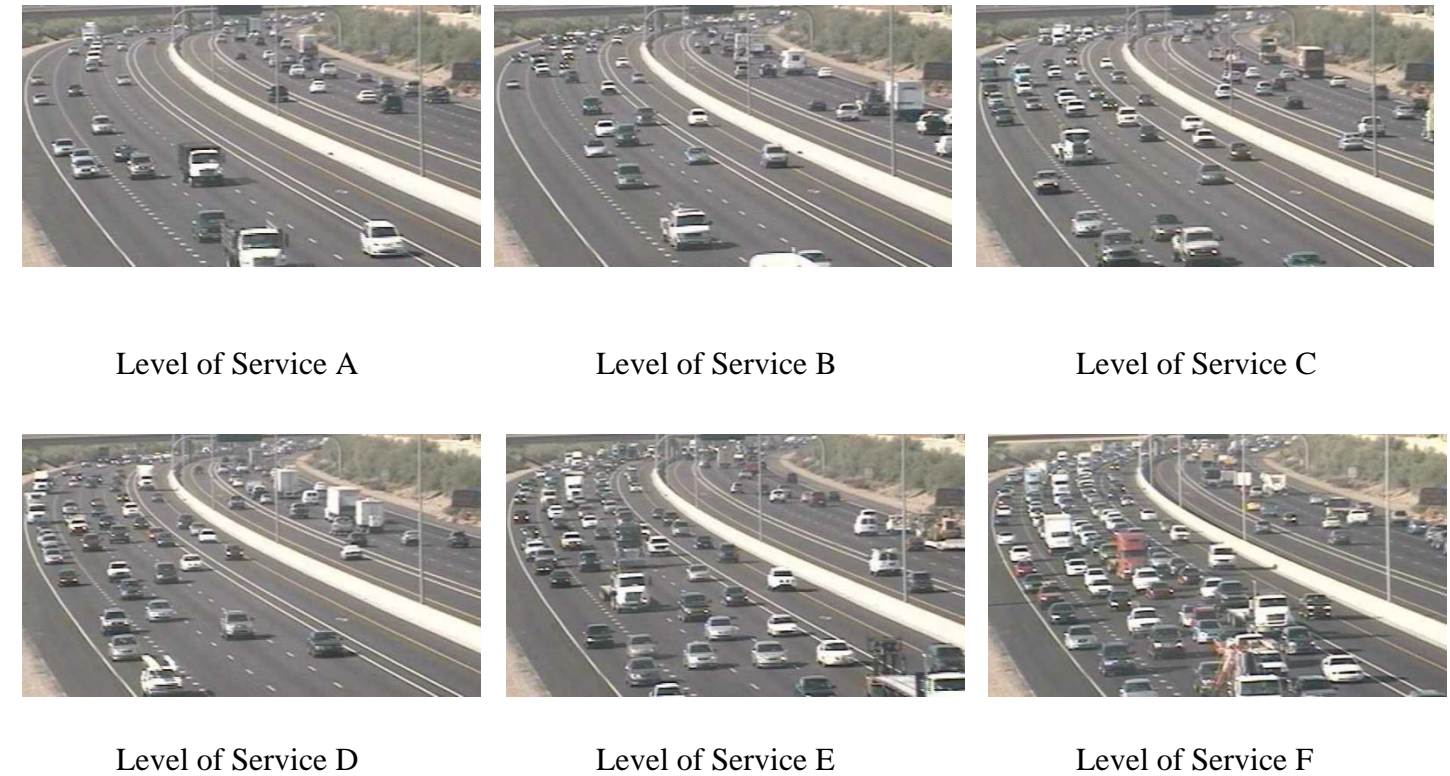 Level of Service A
Level of Service B
Level of Service C
Level of Service D
Level of Service E
Level of Service F